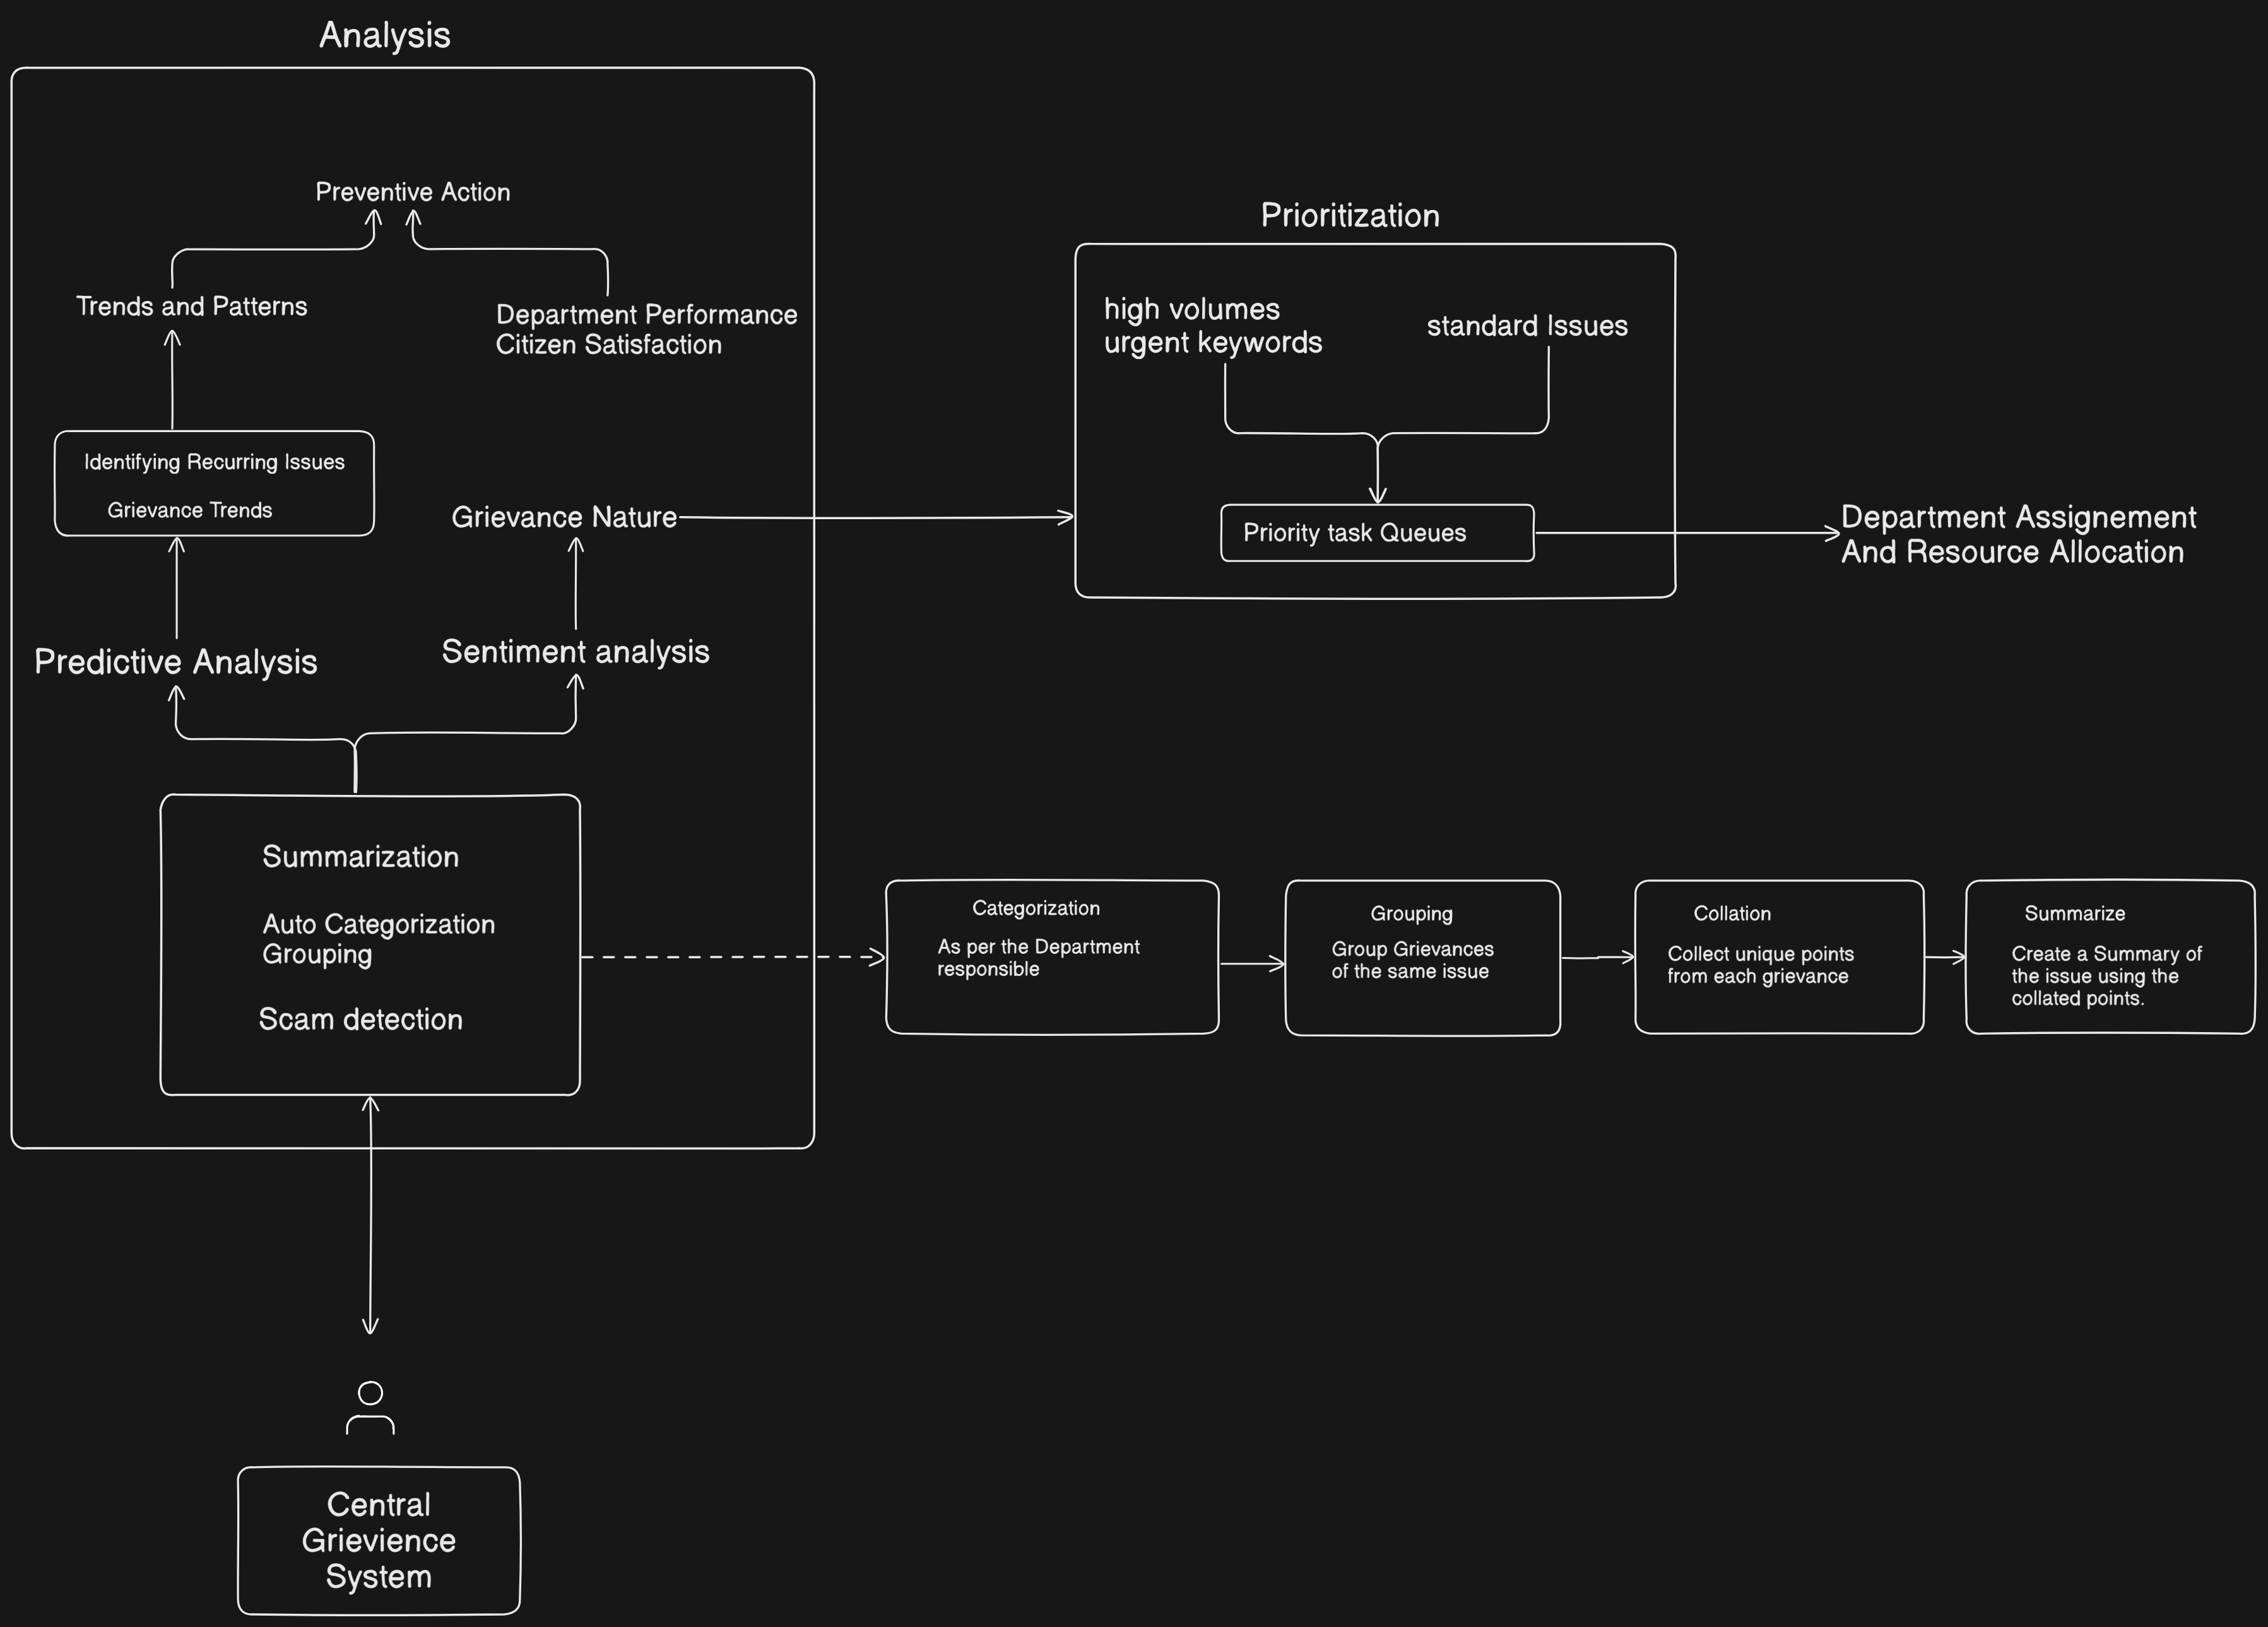 Analysis
Preventive Action
Trends and Patterns
Department Performance
Citizen Satisfaction
Identifying Recurring Issues
Grievance Trends
Grievance Nature
Predictive Analysis
Sentiment analysis
Summarization
Auto Categorization
Grouping
Scam detection
Central
Grievience
System
Prioritization
high volumes
urgent keywords
standard Issues
Priority task Queues
Department Assignement
And Resource Allocation
Categorization
As per the Department
responsible
Grouping
Group Grievances
of the same issue
Collation
Collect unique points
from each grievance
Summarize
Create a Summary of
the issue using the
collated points.